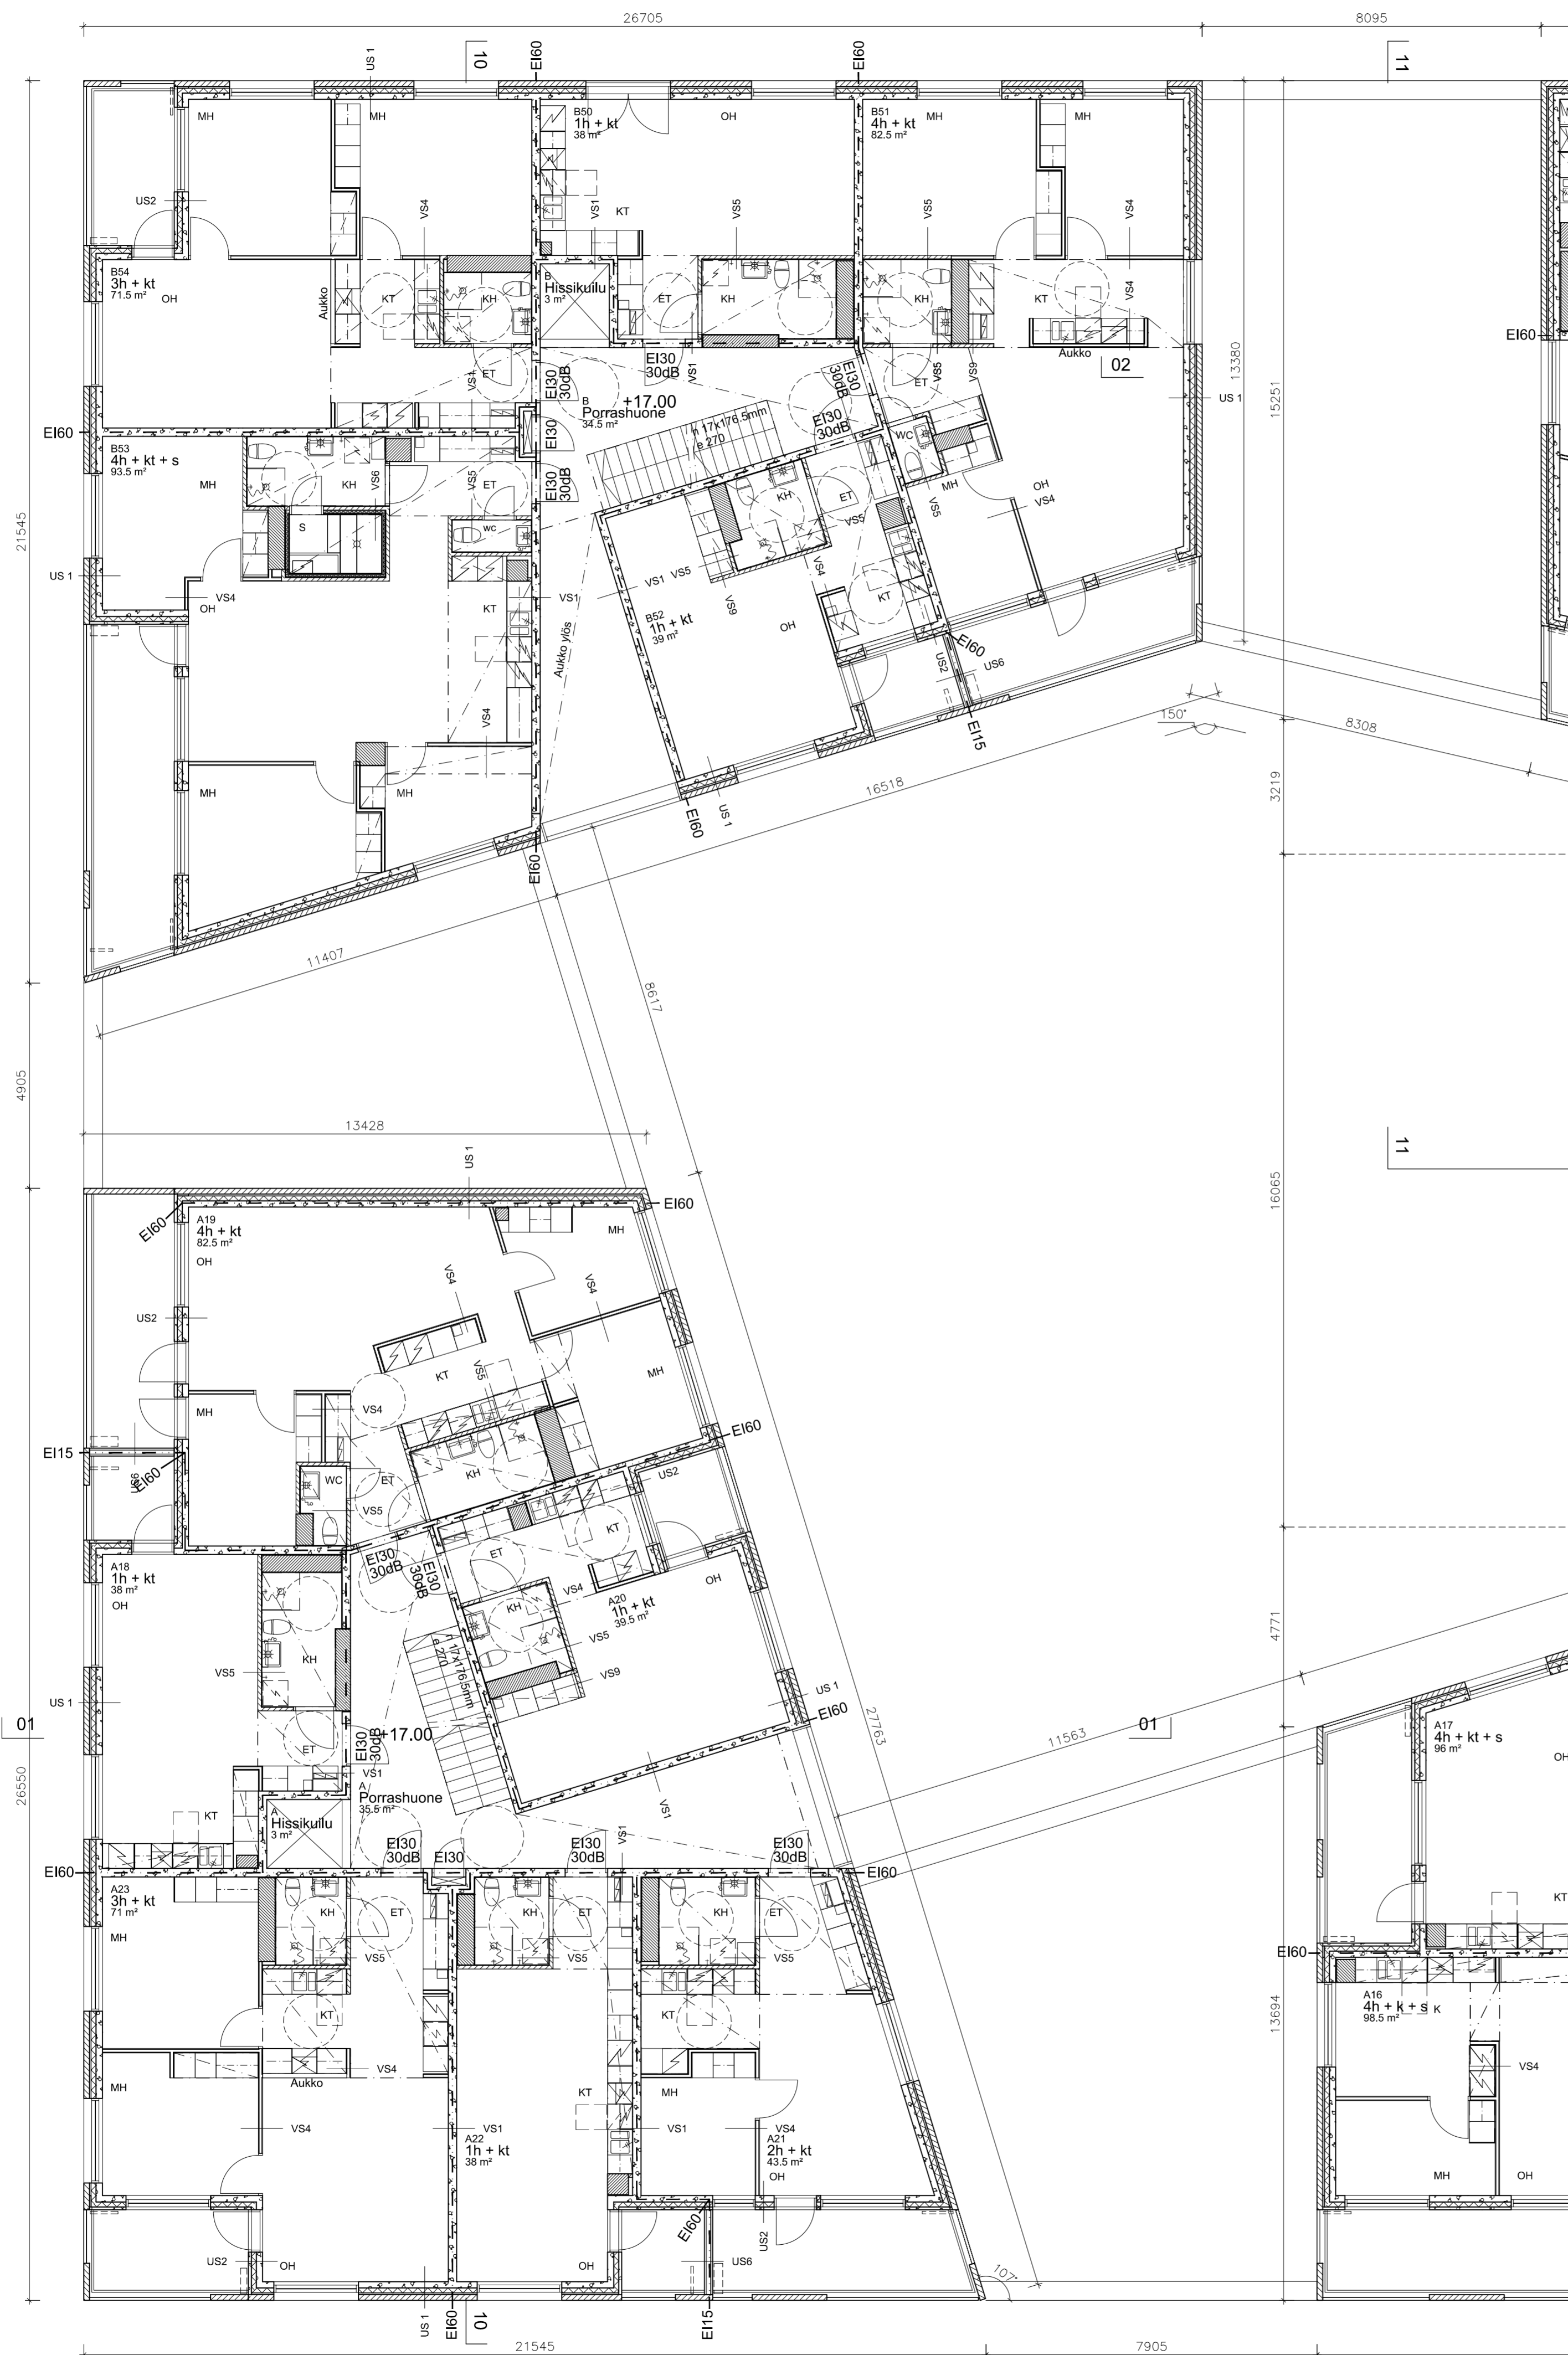 26705
8095
10
11
US 1
EI60
EI60
MH
MH
B50
1h + kt
38 m²
OH
B51
4h + kt
82.5 m²
MH
MH
US2
VS4
VS1
KT
VS5
VS5
VS4
B54
3h + kt
71.5 m²
OH
Aukko
KT
KH
B
Hissikuilu
3 m²
ET
KH
KH
KT
VS4
Aukko
EI60
02
13380
15251
ET
VS1
EI30
30dB
EI30
30dB
VS1
B
Porrashuone
34.5 m²
+17.00
EI30
30dB
ET
VS5
VS9
US 1
EI60
EI30
EI30
30dB
n 17x176.5mm
e 270
WC
B53
4h + kt + s
93.5 m²
MH
KH
VS6
VS5
ET
EI30
30dB
KH
ET
VS5
MH
OH
VS4
21545
S
WC
VS5
US 1
VS4
OH
KT
VS1
VS1
VS5
VS9
VS4
KT
B52
1h + kt
39 m²
OH
Aukko ylös
EI60
US2
US6
VS4
EI15
150°
8308
MH
MH
16518
US 1
EI60
EI60
3219
11407
8617
4905
13428
US 1
11
16065
EI60
EI60
A19
4h + kt
82.5 m²
OH
MH
VS4
VS4
US2
KT
VS5
MH
MH
VS4
EI15
US6
EI60
WC
ET
VS5
KH
EI60
US2
KT
A18
1h + kt
38 m²
OH
EI30
30dB
EI30
30dB
ET
KH
VS4
A20
1h + kt
39.5 m²
OH
4771
VS5
KH
n 17x176.5mm
e 270
VS5
VS9
US 1
US 1
EI60
01
ET
EI30
30dB
+17.00
27763
11563
01
A17
4h + kt + s
96 m²
OH
26550
VS1
A
Porrashuone
35.5 m²
VS1
KT
A
Hissikuilu
3 m²
EI30
30dB
EI30
EI30
30dB
VS1
EI30
30dB
EI60
EI60
A23
3h + kt
71 m²
MH
KH
ET
KH
ET
KH
ET
KT
VS5
VS5
VS5
EI60
KT
KT
A16
4h + k + s
98.5 m²
K
13694
VS4
Aukko
VS4
MH
KT
MH
VS4
VS1
VS1
VS4
A22
1h + kt
38 m²
A21
2h + kt
43.5 m²
OH
MH
OH
EI60
US2
US2
OH
OH
US6
107°
US 1
EI60
10
EI15
21545
7905